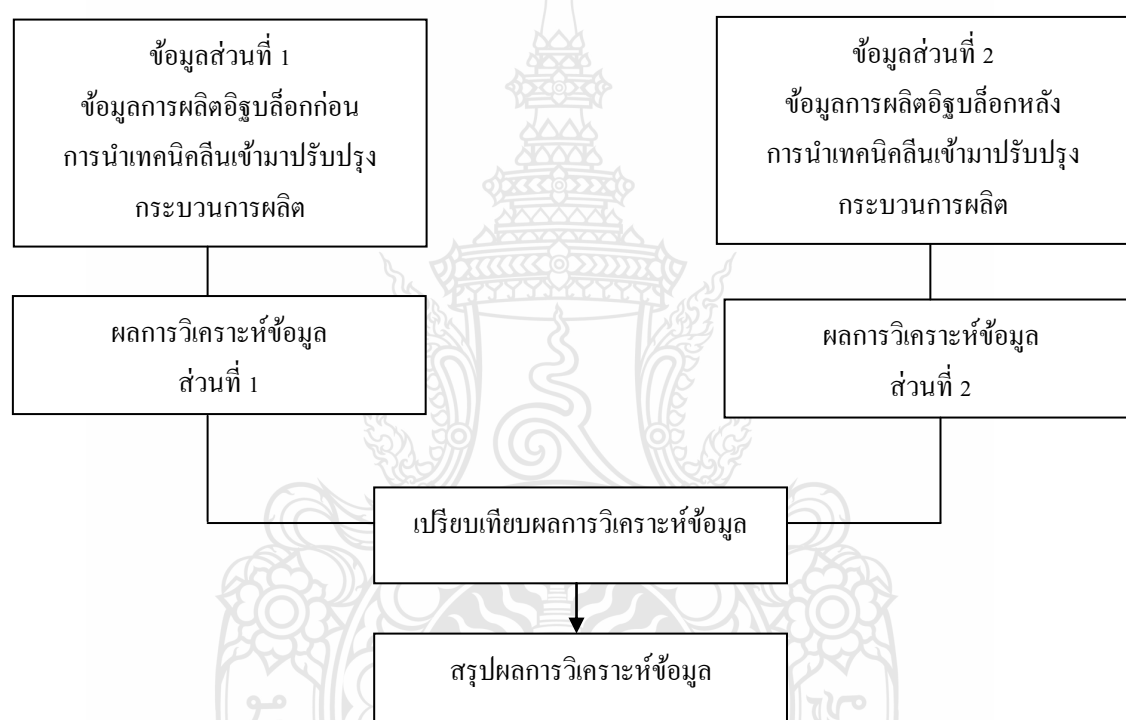 ข้อมูลส่วนที่ 1
ข้อมูลการผลิตอิฐบล็อกก่อน
การนำเทคนิคลีนเข้ามาปรับปรุง
กระบวนการผลิต
ข้อมูลส่วนที่ 2
ข้อมูลการผลิตอิฐบล็อกหลัง
การนำเทคนิคลีนเข้ามาปรับปรุง
กระบวนการผลิต
ผลการวิเคราะห์ข้อมูล
ส่วนที่ 1
ผลการวิเคราะห์ข้อมูล
ส่วนที่ 2
เปรียบเทียบผลการวิเคราะห์ข้อมูล
สรุปผลการวิเคราะห์ข้อมูล